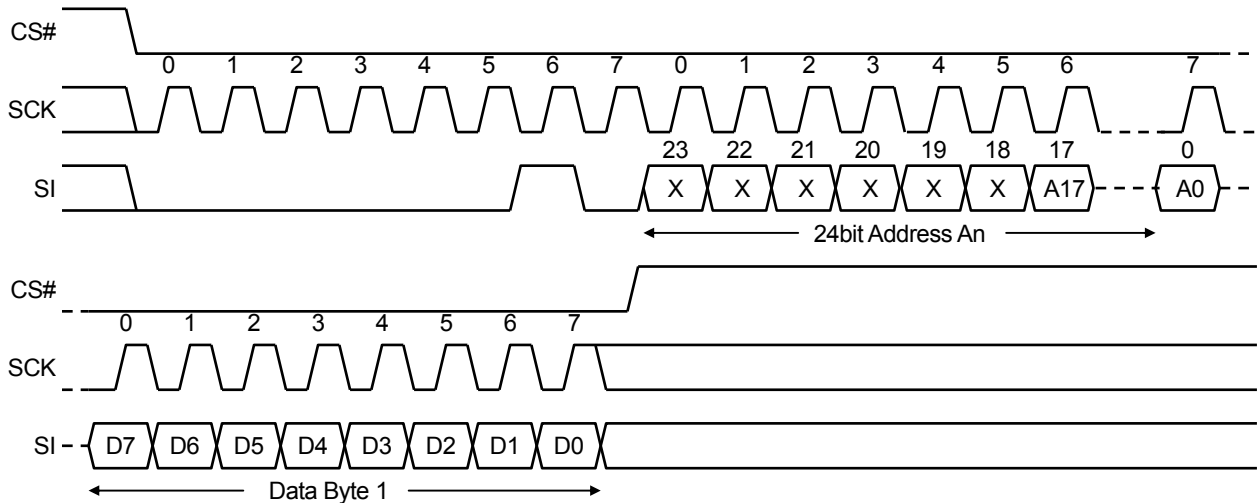 CS#
0 1 2 3 4 5 6 7 0 1 2 3 4 5 6 7
SCK
23 22 21 20 19 18 17 0
SI X X X X X X A17 A0
24bit Address An
CS#
0 1 2 3 4 5 6 7
SCK
SI D7 D6 D5 D4 D3 D2 D1 D0
Data Byte 1